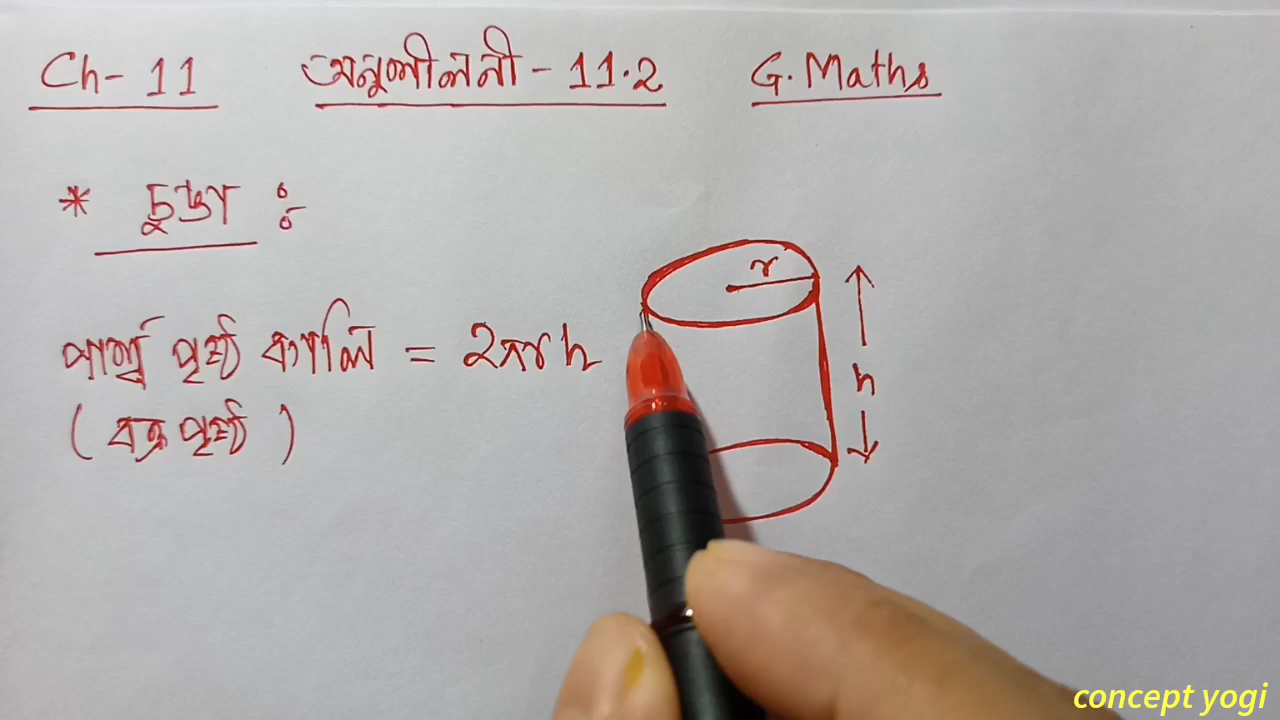 Ch- 11 অনুশীলনী - 11.2 G. Maths
* চুঙা :
r
পাৰ্শ্ব পৃষ্ঠ কালি = 2πrh
h
( বক্ৰ পৃষ্ঠ )
concept yogi